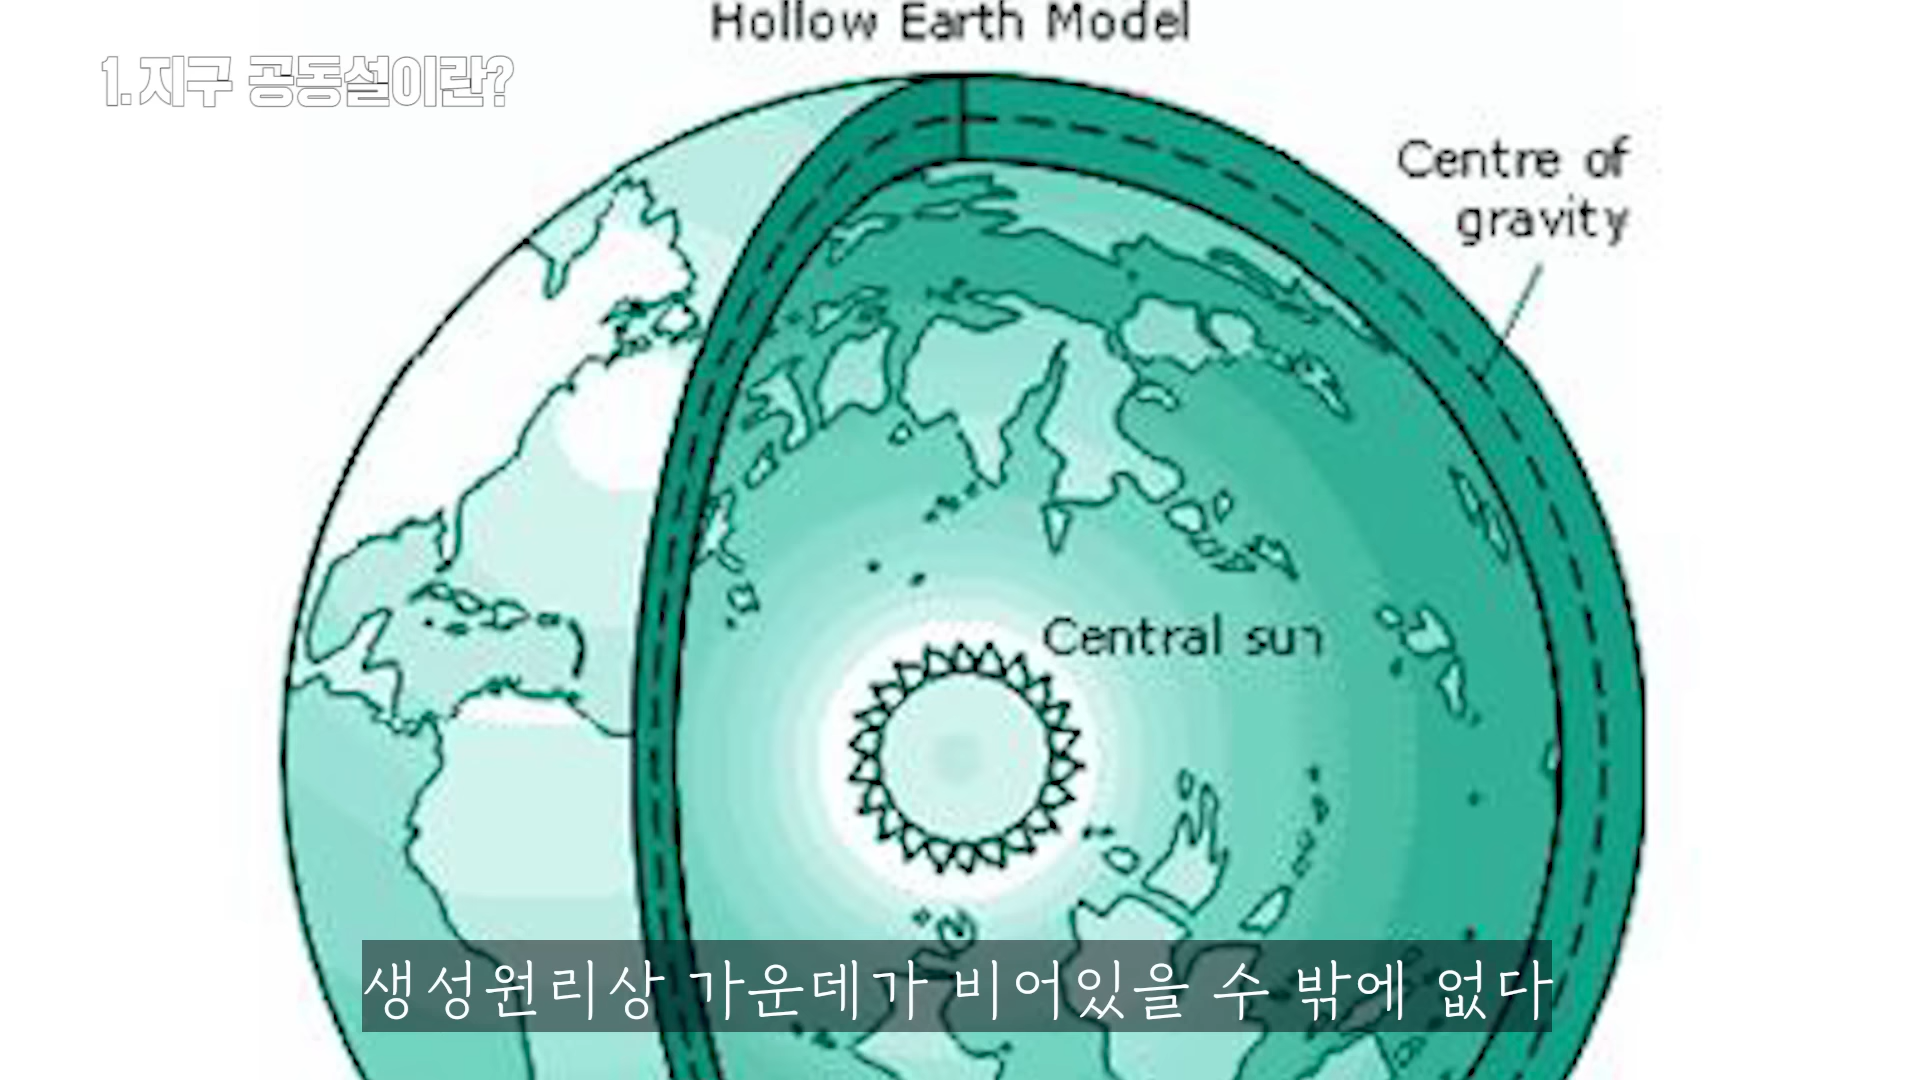 Hollow Earth Model
1.지구 공동설이란?
Centre of
gravity
Central sun
생성원리상 가운데가 비어있을 수 밖에 없다